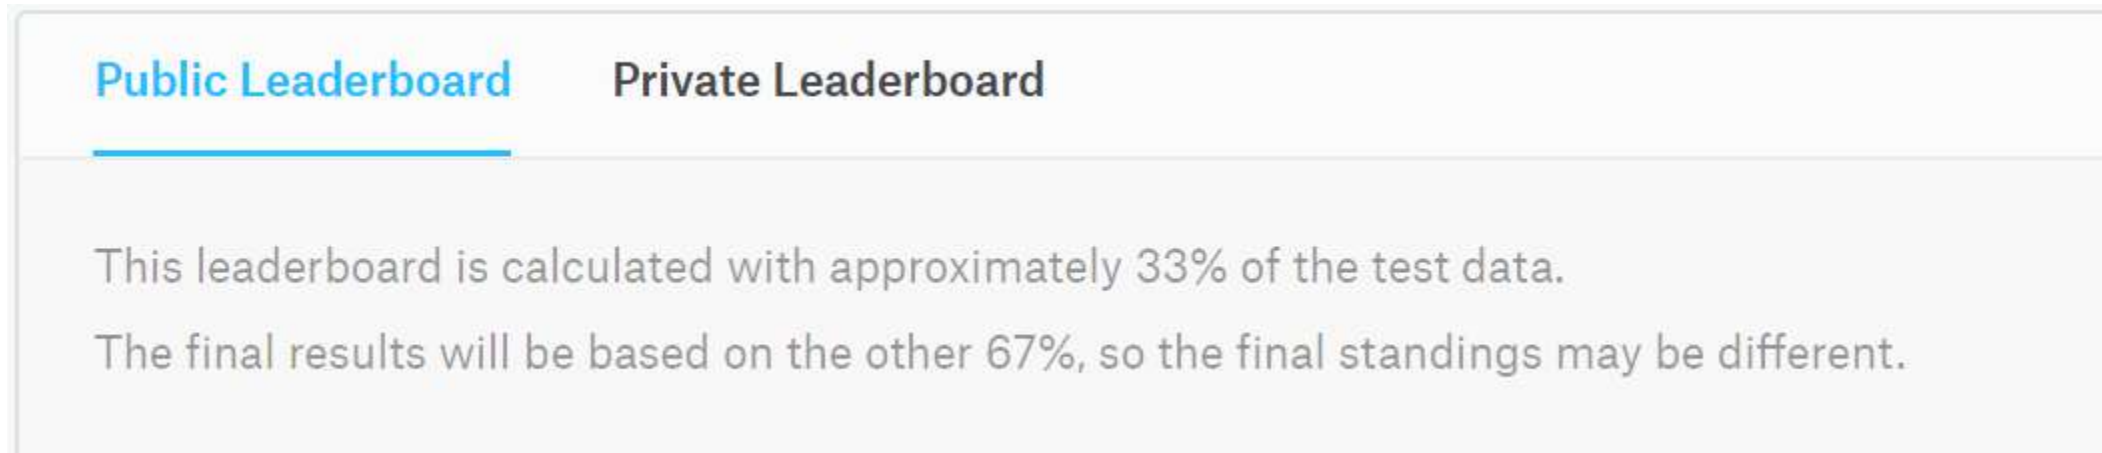 Public Leaderboard Private Leaderboard
This leaderboard is calculated with approximately 33% of the test data.
The final results will be based on the other 67%, so the final standings may be different.